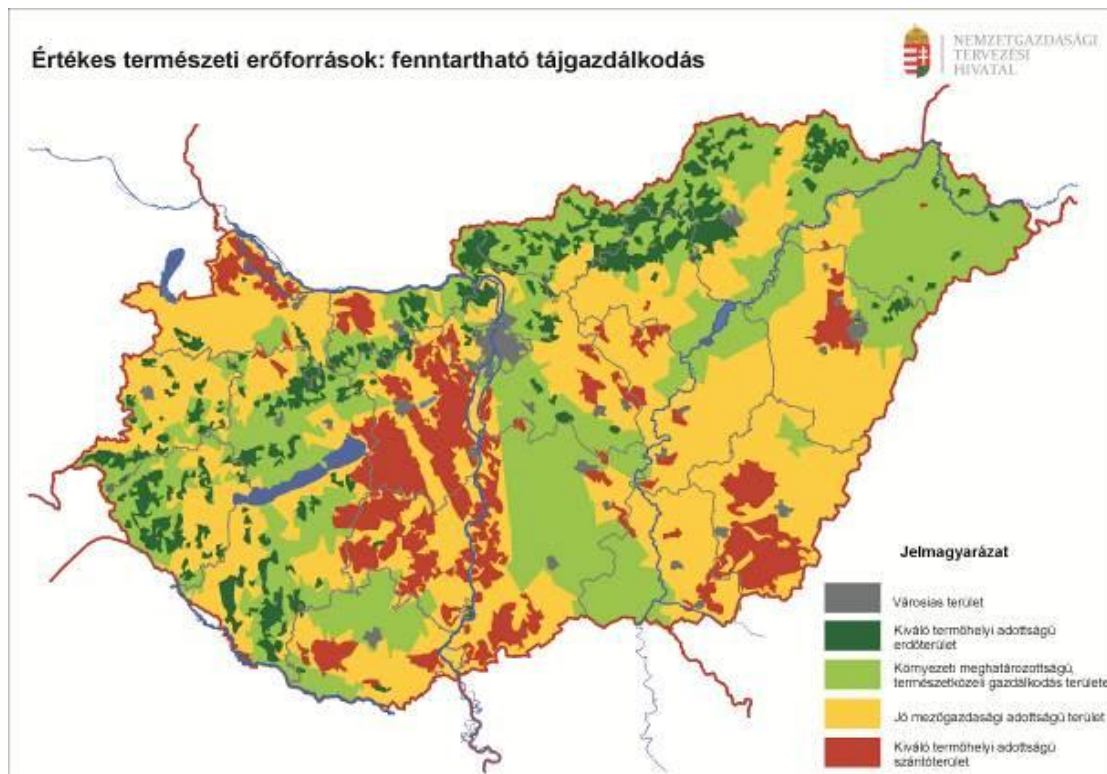 Értékes természeti erőforrások: fenntartható tájgazdálkodás
NEMZETGAZDASÁGI
TERVEZÉSI
HIVATAL
Jelmagyarázat
Városias terület
Kiváló termőhelyi adottságú
erdőterület
Környezeti meghatározottságú,
természetközeli gazdálkodás területe
Jó mezőgazdasági adottságú terület
Kiváló termőhelyi adottságú
szántóterület